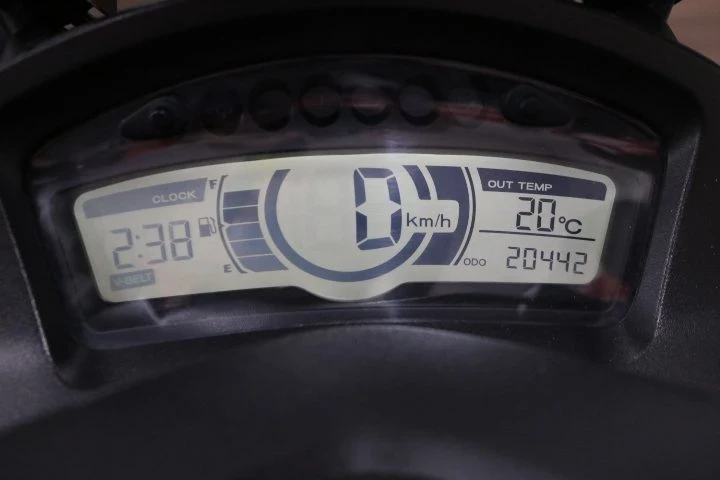 CLOCK
2:38
V-BELT
F
E
0 km/h
OUT TEMP
20°C
ODO 20442